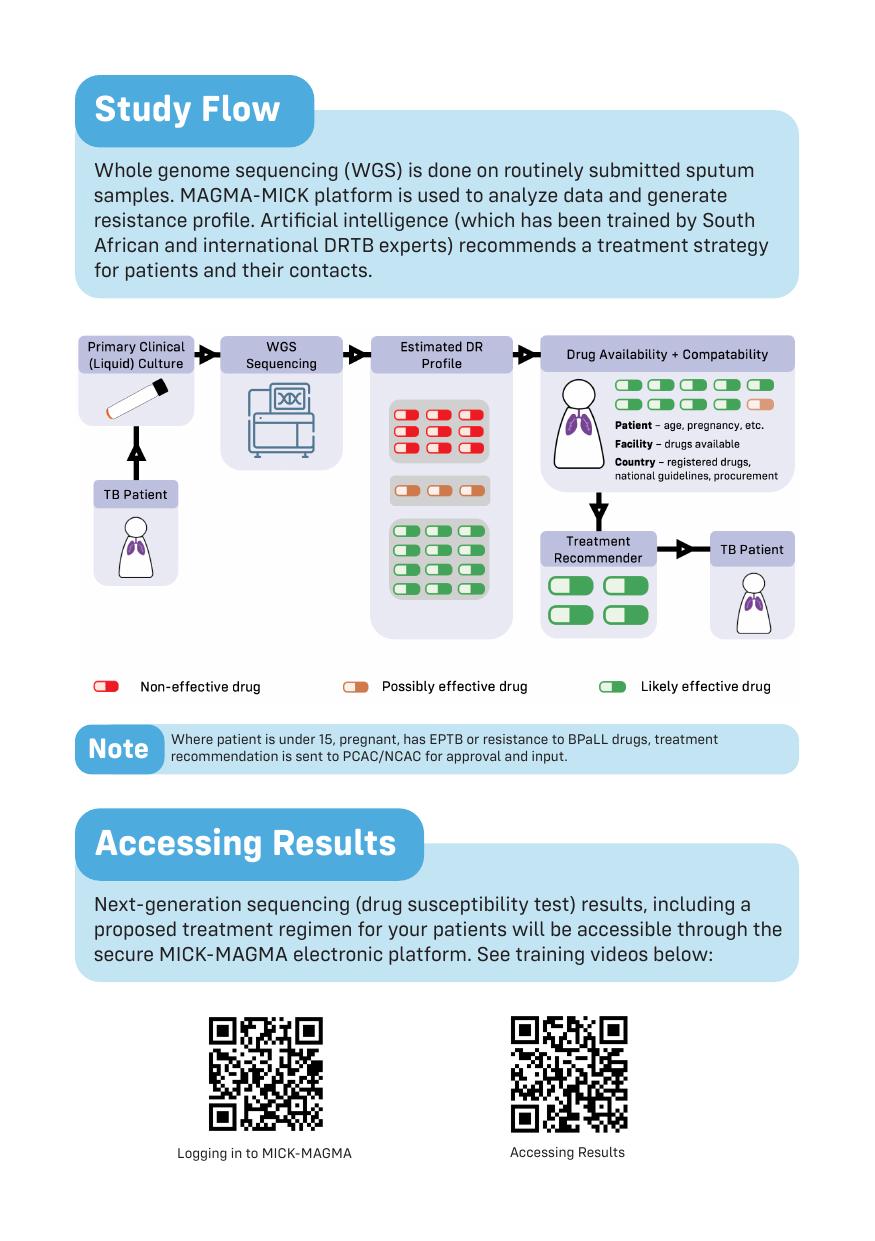 Study Flow
Whole genome sequencing (WGS) is done on routinely submitted sputum
samples. MAGMA-MICK platform is used to analyze data and generate
resistance profile. Artificial intelligence (which has been trained by South
African and international DRTB experts) recommends a treatment strategy
for patients and their contacts.
Primary Clinical
(Liquid) Culture
WGS
Sequencing
Estimated DR
Profile
Drug Availability + Compatability
Patient – age, pregnancy, etc.
Facility – drugs available
Country – registered drugs,
national guidelines, procurement
TB Patient
Treatment
Recommender
TB Patient
Non-effective drug
Possibly effective drug
Likely effective drug
Note
Where patient is under 15, pregnant, has EPTB or resistance to BPaLL drugs, treatment
recommendation is sent to PCAC/NCAC for approval and input.
Accessing Results
Next-generation sequencing (drug susceptibility test) results, including a
proposed treatment regimen for your patients will be accessible through the
secure MICK-MAGMA electronic platform. See training videos below:
Logging in to MICK-MAGMA
Accessing Results